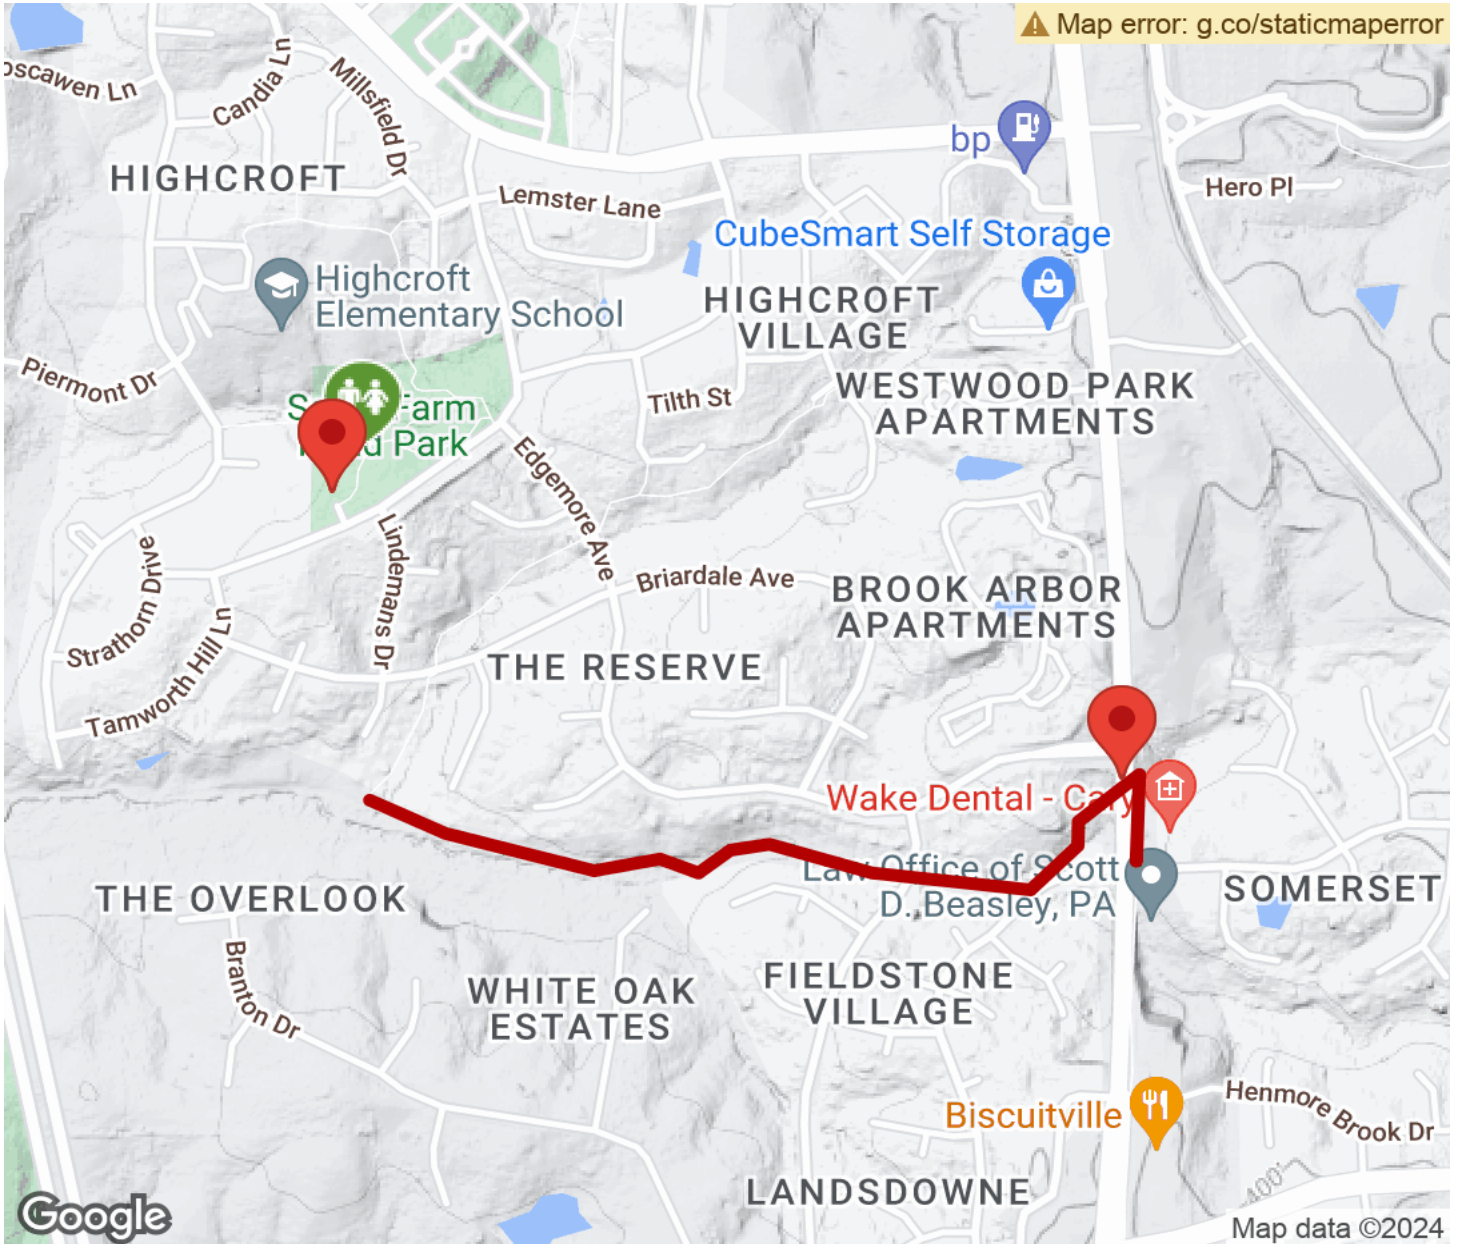 Map error: g.co/staticmaperror
oscawen Ln
Candia Ln
Millsfield Dr
bp
HIGHCROFT
Lemster Lane
Hero Pl
CubeSmart Self Storage
Highcroft
Elementary School
HIGHCROFT
VILLAGE
Piermont Dr
Tilth St
WESTWOOD PARK
APARTMENTS
Farm
Park
Edgemore Ave
Lindemans Dr
Strathorn Drive
Briardale Ave
BROOK ARBOR
APARTMENTS
Tamworth Hill Ln
THE RESERVE
Wake Dental - Cary
Law Office of Scott
D. Beasley, PA
THE OVERLOOK
SOMERSET
Branton Dr
WHITE OAK
ESTATES
FIELDSTONE
VILLAGE
Biscuitville
Henmore Brook Dr
LANDSDOWNE
400'
Google
Map data ©2024